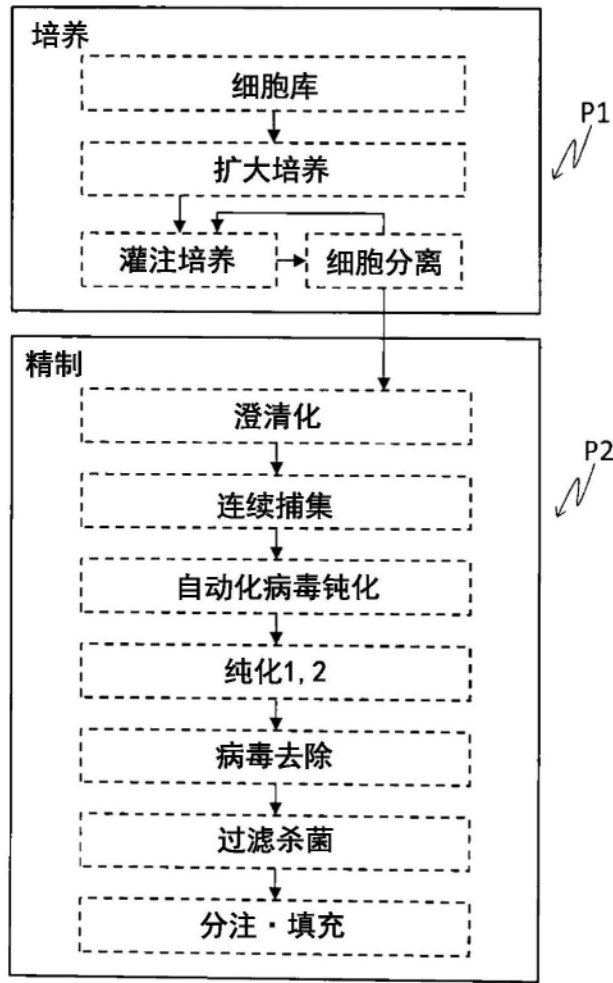 培养
细胞库
P1
扩大培养
灌注培养
细胞分离
精制
澄清化
P2
连续捕集
自动化病毒钝化
纯化1,2
病毒去除
过滤杀菌
分注·填充